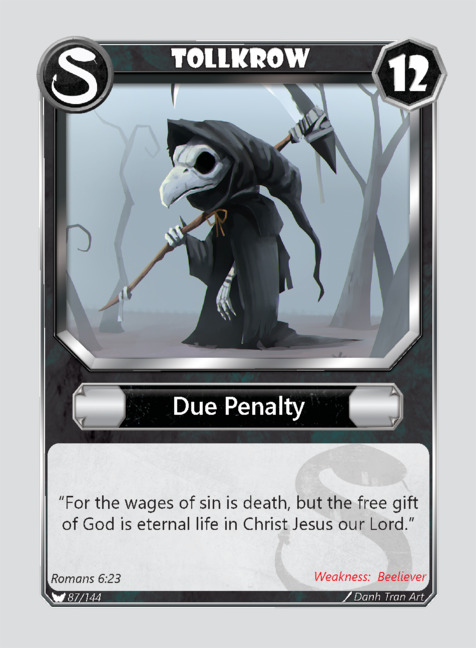 S
TOLLKROW
12
Due Penalty
“For the wages of sin is death, but the free gift
of God is eternal life in Christ Jesus our Lord.”
Romans 6:23
Weakness: Beeliever
87/144
Danh Tran Art